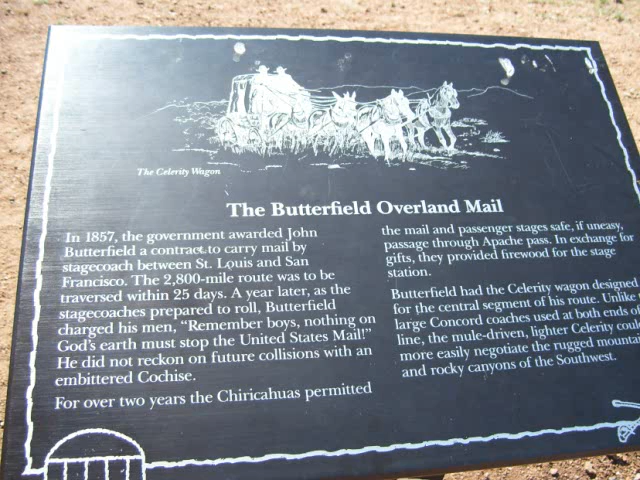 The Celerity Wagon
The Butterfield Overland Mail
In 1857, the government awarded John
Butterfield a contract to carry mail by
stagecoach between St. Louis and San
Francisco. The 2,800-mile route was to be
traversed within 25 days. A year later, as the
stagecoaches prepared to roll, Butterfield
charged his men, "Remember boys, nothing on
God's earth must stop the United States Mail!"
He did not reckon on future collisions with an
embittered Cochise.
For over two years the Chiricahuas permitted
the mail and passenger stages safe, if uneasy,
passage through Apache pass. In exchange for
gifts, they provided firewood for the stage
station.
Butterfield had the Celerity wagon designed
for the central segment of his route. Unlike
large Concord coaches used at both ends of
line, the mule-driven, lighter Celerity
more easily negotiate the rugged
and rocky canyons of the Southwest.